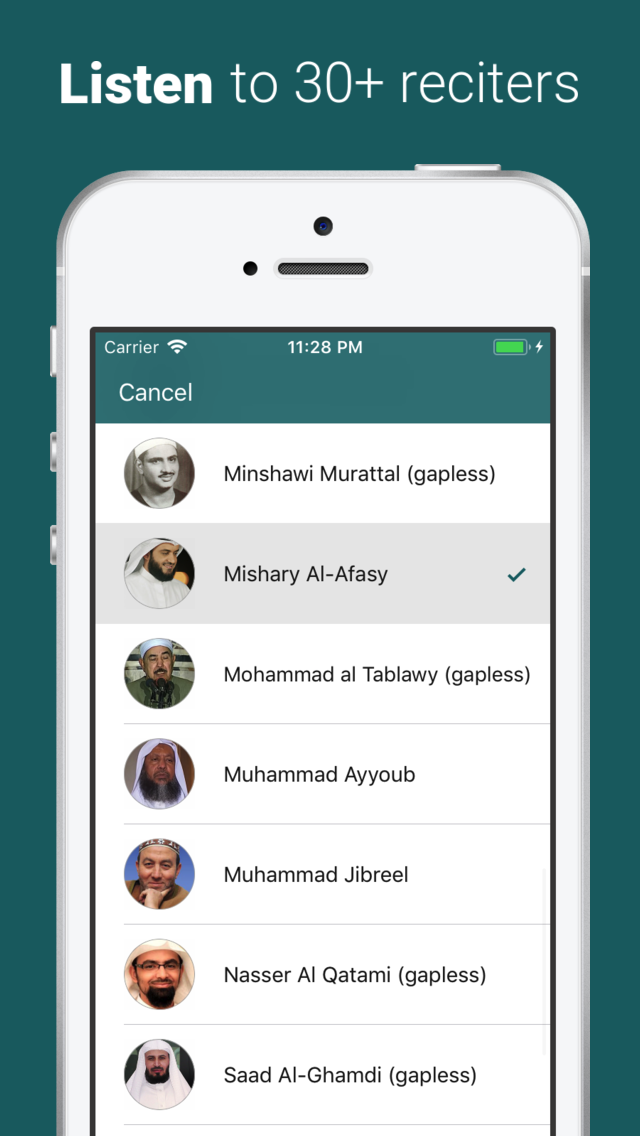 Listen to 30+ reciters
Carrier 11:28 PM
Cancel
Minshawi Murattal (gapless)
Mishary Al-Afasy
Mohammad al Tablawy (gapless)
Muhammad Ayyoub
Muhammad Jibreel
Nasser Al Qatami (gapless)
Saad Al-Ghamdi (gapless)